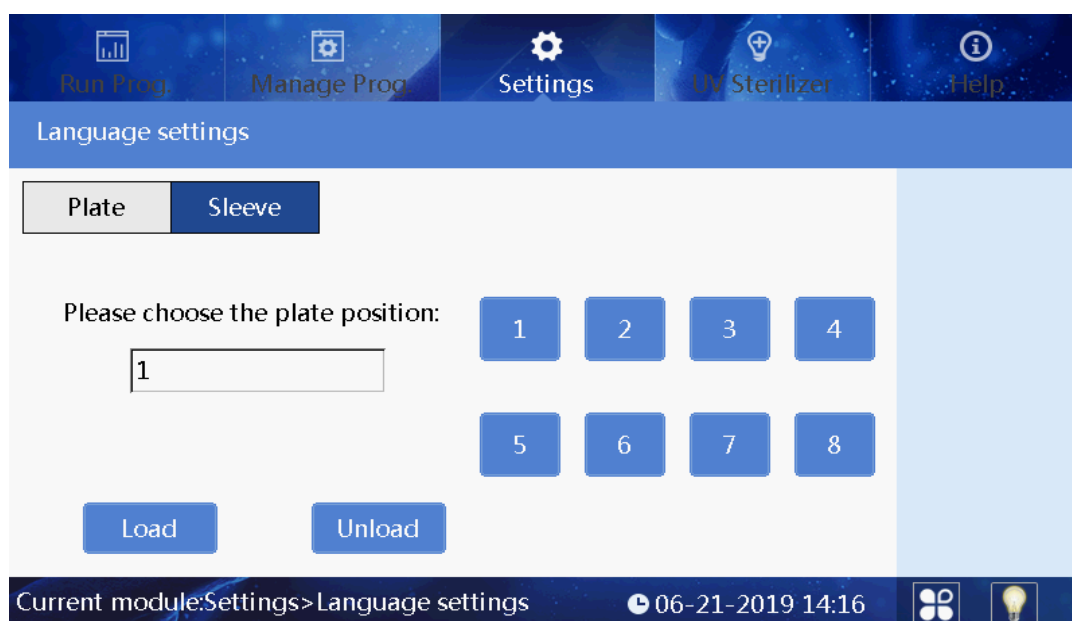 Run Prog. Manage Prog. Settings UV Sterilizer Help
Language settings
Plate Sleeve
Please choose the plate position:
1
1 2 3 4
5 6 7 8
Load Unload
Current module:Settings>Language settings 06-21-2019 14:16